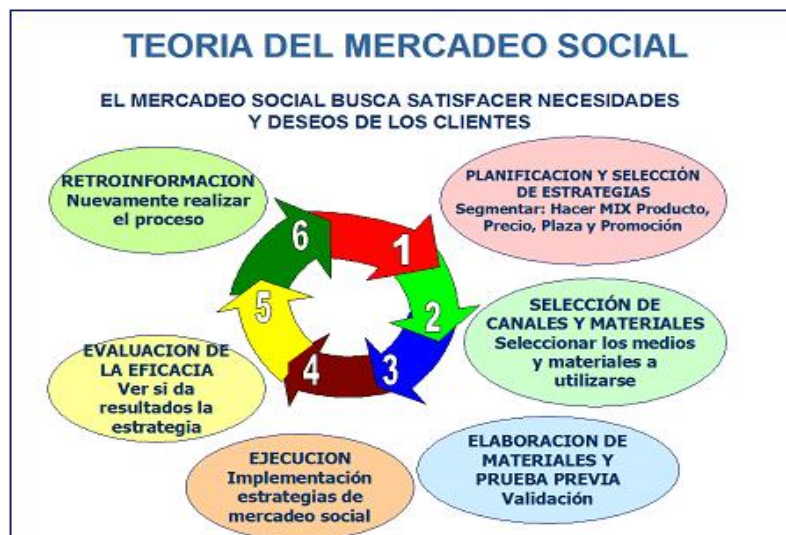 TEORIA DEL MERCADEO SOCIAL
EL MERCADEO SOCIAL BUSCA SATISFACER NECESIDADES
Y DESEOS DE LOS CLIENTES
RETROINFORMACION
Nuevamente realizar
el proceso
PLANIFICACION Y SELECCIÓN
DE ESTRATEGIAS
Segmentar: Hacer MIX Producto,
Precio, Plaza y Promoción
6
1
5
2
4
3
SELECCIÓN DE
CANALES Y MATERIALES
Seleccionar los medios
y materiales a
utilizarse
EVALUACION DE
LA EFICACIA
Ver si da
resultados la
estrategia
EJECUCION
Implementación
estrategias de
mercadeo social
ELABORACION DE
MATERIALES Y
PRUEBA PREVIA
Validación